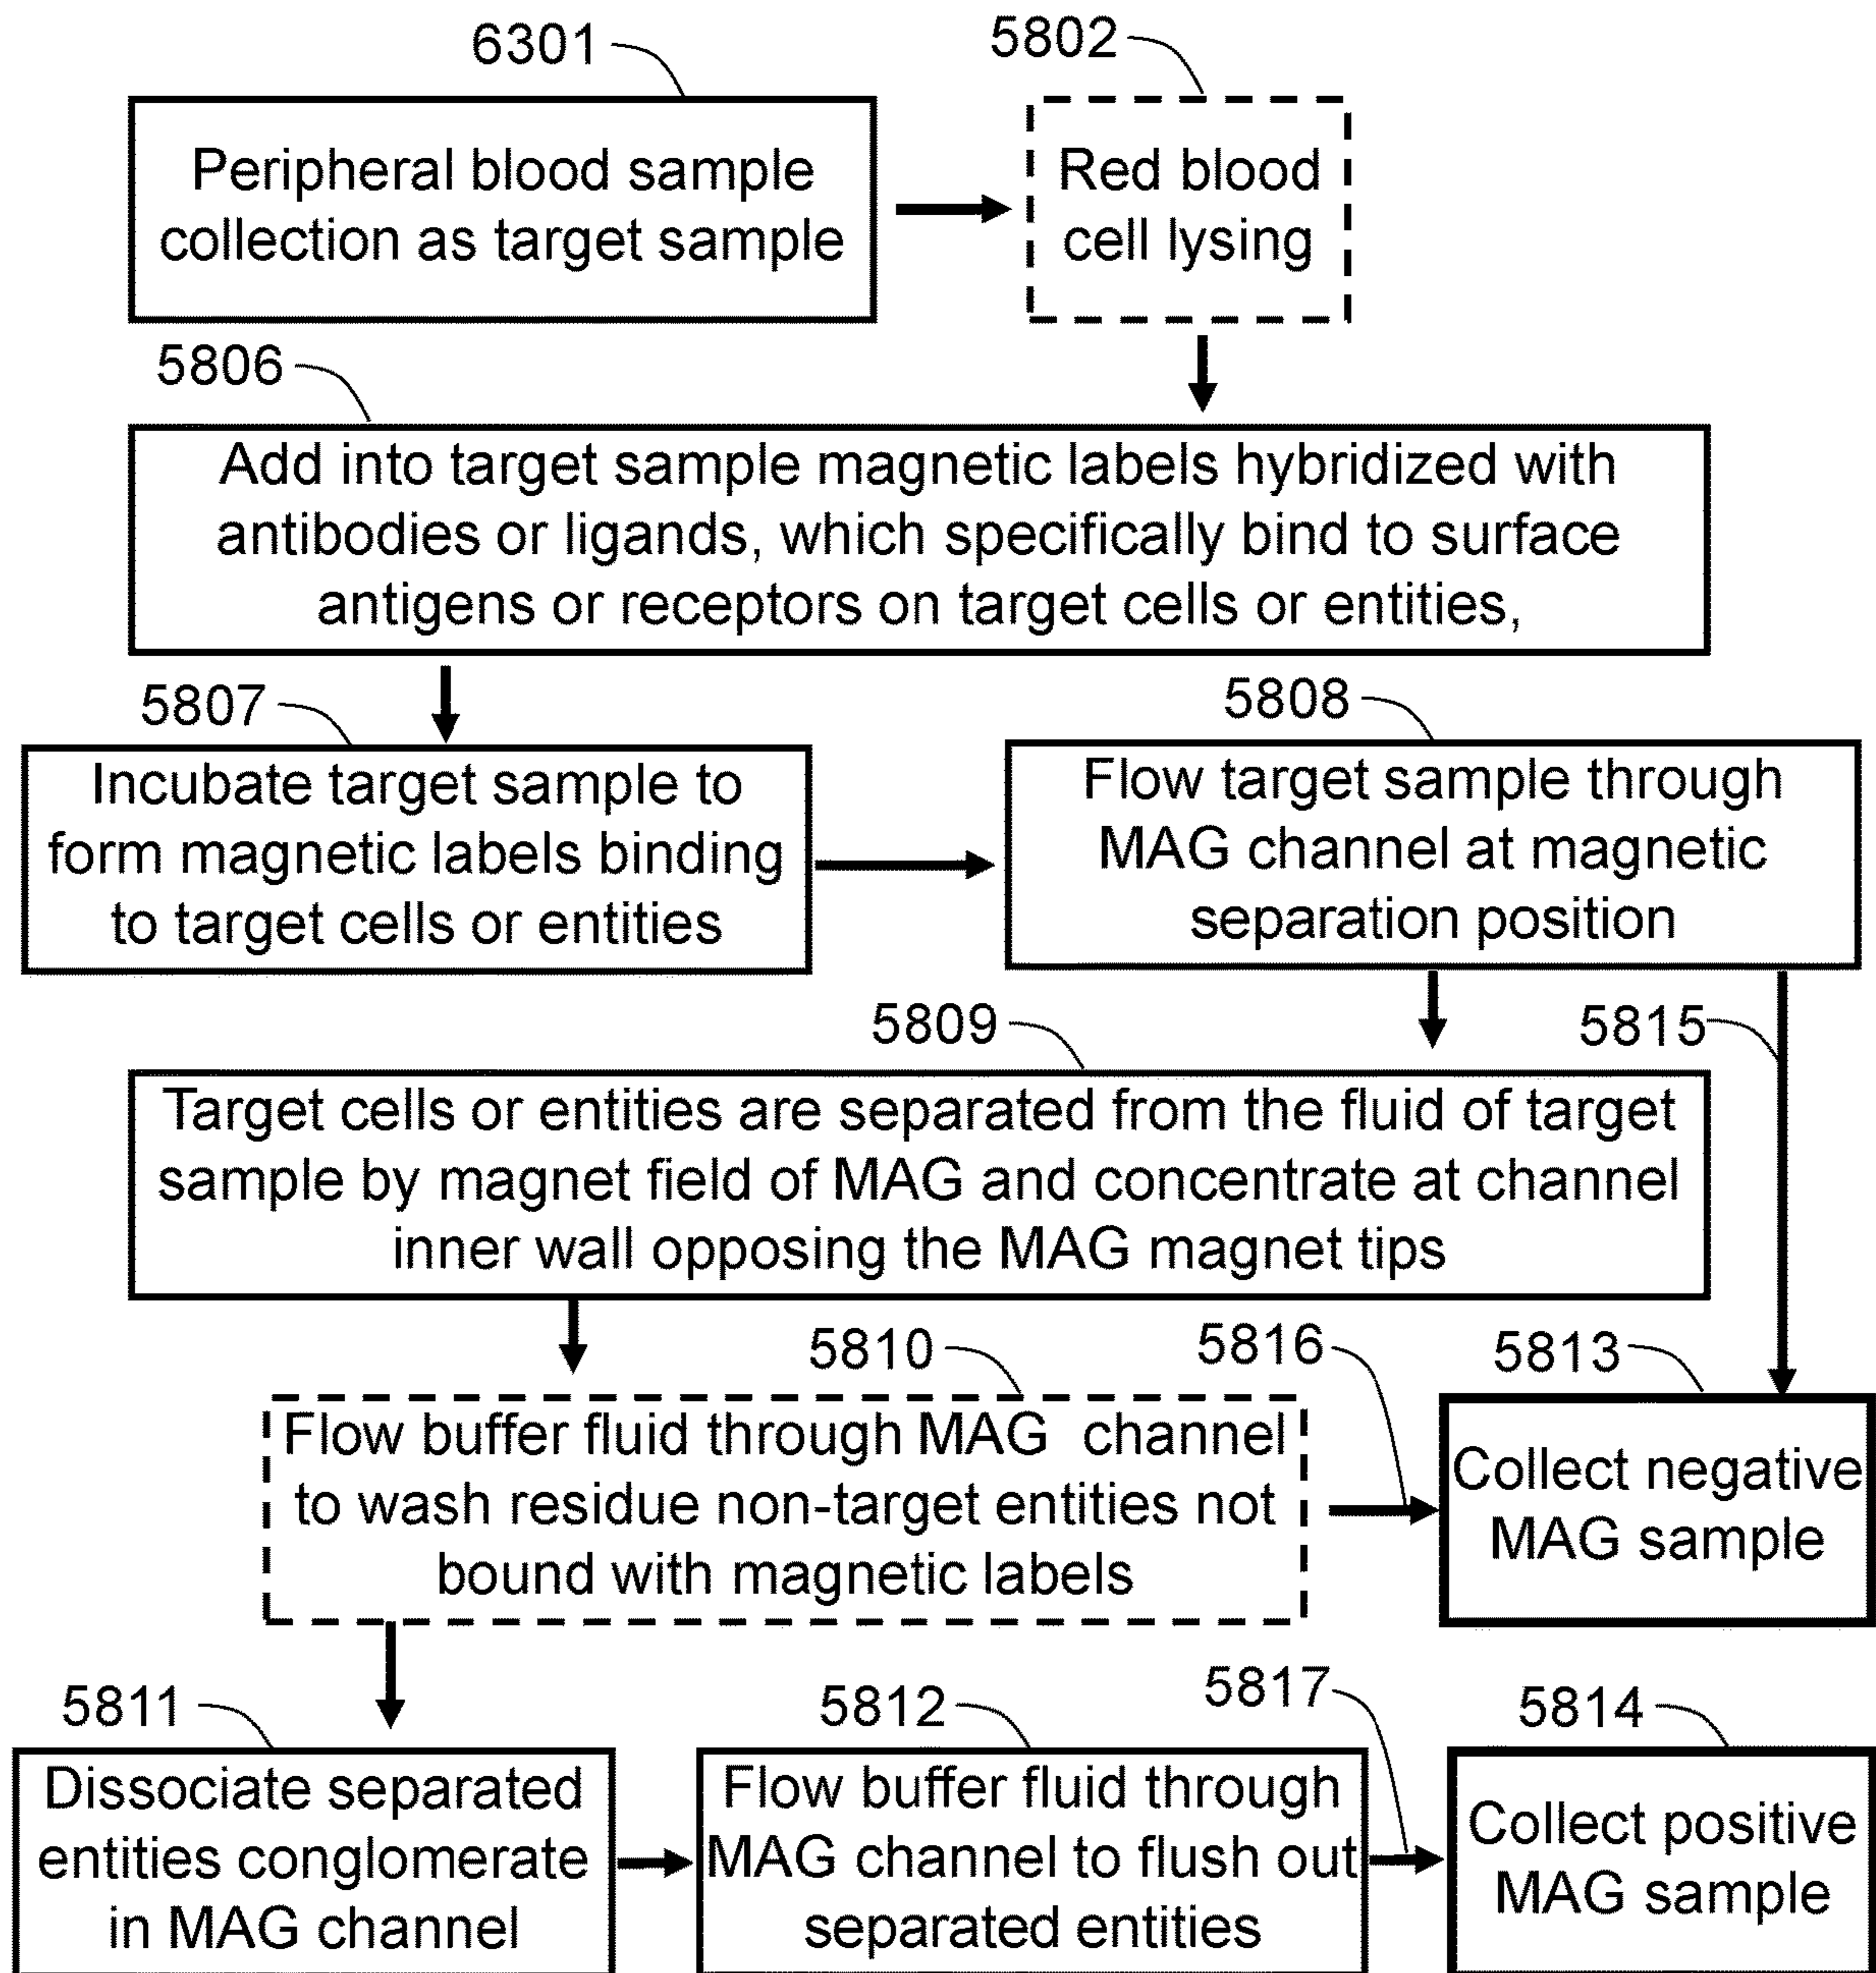 6301
5802
Peripheral blood sample
collection as target sample
Red blood
cell lysing
5806
Add into target sample magnetic labels hybridized with
antibodies or ligands, which specifically bind to surface
antigens or receptors on target cells or entities,
5807
5808
Incubate target sample to
form magnetic labels binding
to target cells or entities
Flow target sample through
MAG channel at magnetic
separation position
5809
5815
Target cells or entities are separated from the fluid of target
sample by magnet field of MAG and concentrate at channel
inner wall opposing the MAG magnet tips
5810
5816
5813
Flow buffer fluid through MAG channel
to wash residue non-target entities not
bound with magnetic labels
Collect negative
MAG sample
5811
5812
5817
5814
Dissociate separated
entities conglomerate
in MAG channel
Flow buffer fluid through
MAG channel to flush out
separated entities
Collect positive
MAG sample